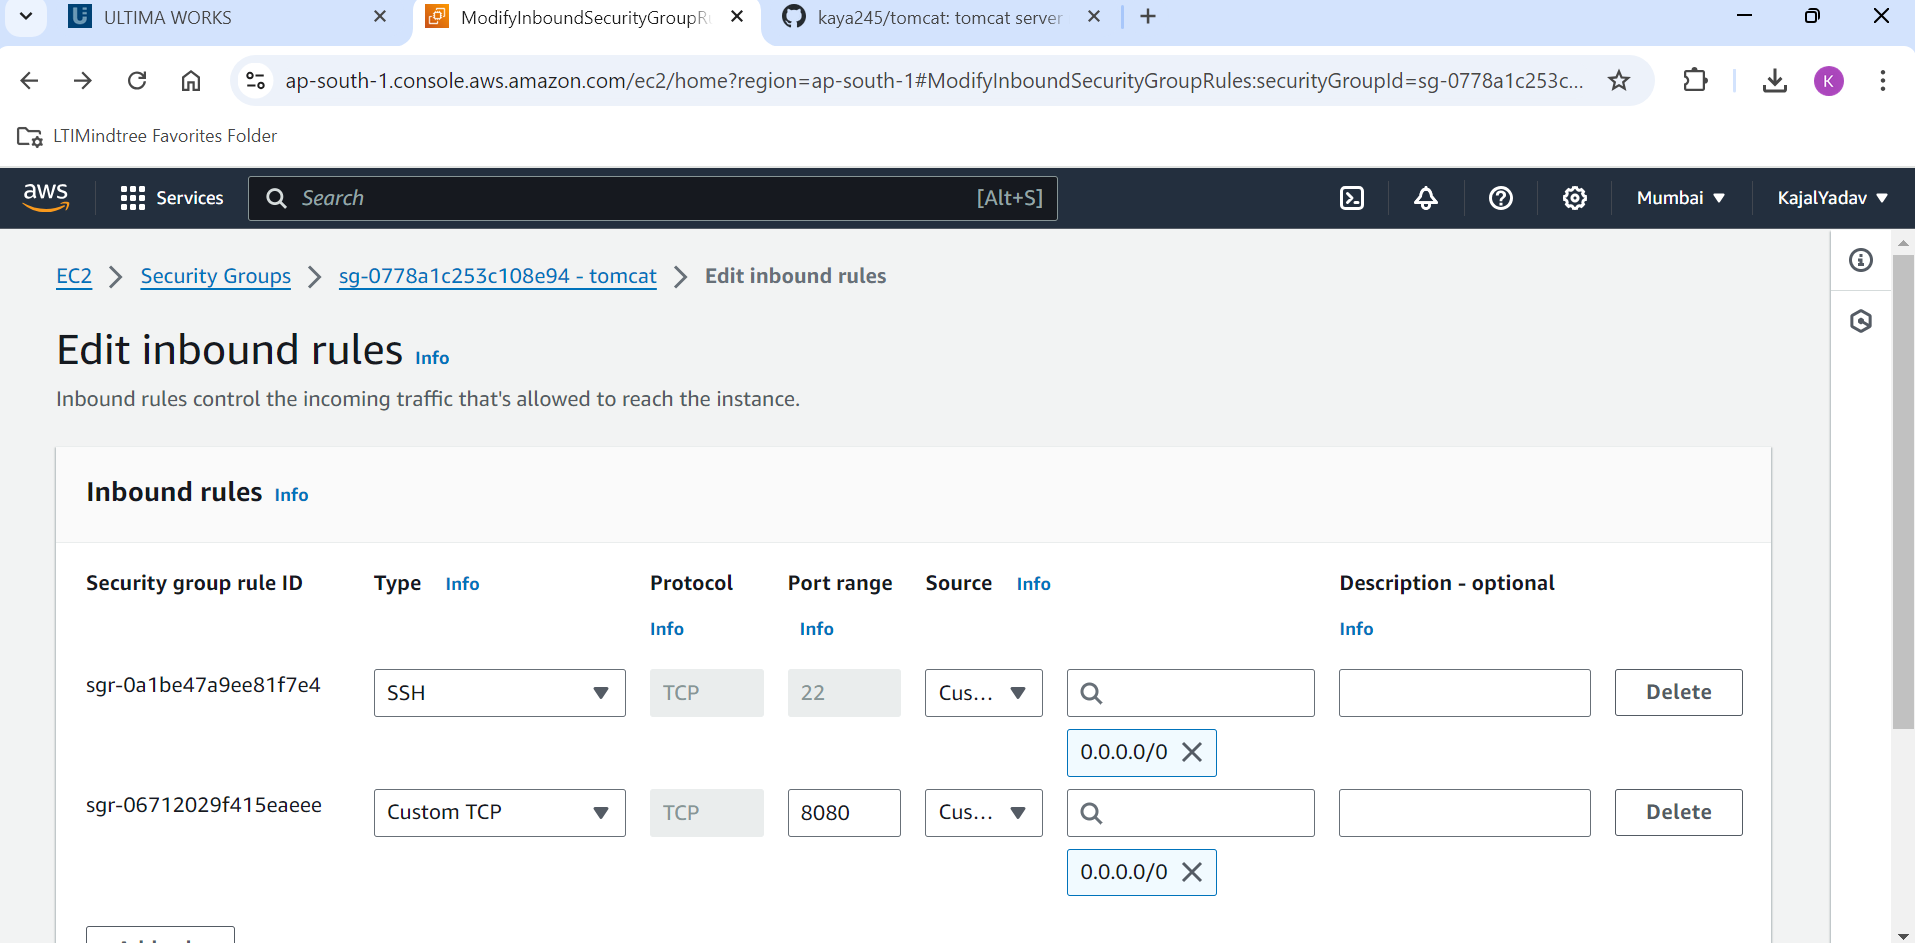 ULTIMA WORKS
ModifyInboundSecurityGroupR
kaya245/tomcat: tomcat server
ap-south-1.console.aws.amazon.com/ec2/home?region=ap-south-1#ModifyInboundSecurityGroupRules:securityGroupId=sg-0778a1c253c...
K
LTIMindtree Favorites Folder
aws
Services
Search
[Alt+S]
Mumbai
KajalYadav
EC2 > Security Groups > sg-0778a1c253c108e94 - tomcat > Edit inbound rules
Edit inbound rules Info
Inbound rules control the incoming traffic that's allowed to reach the instance.
Inbound rules Info
Security group rule ID Type Info Protocol Port range Source Info Description - optional
Info Info Info
sgr-0a1be47a9ee81f7e4 SSH TCP 22 Cus... Delete
0.0.0.0/0
sgr-06712029f415eaeee Custom TCP TCP 8080 Cus... Delete
0.0.0.0/0